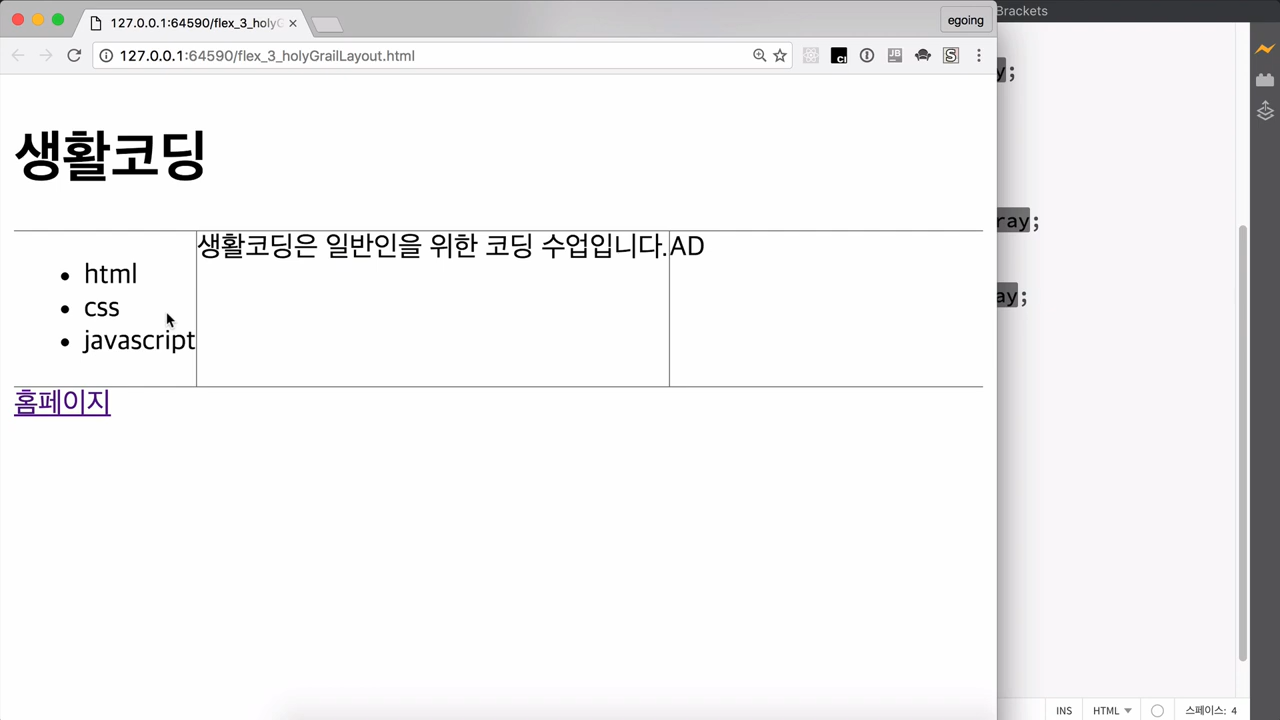 127.0.0.1:64590/flex_3_holyG
egoing
Brackets
127.0.0.1:64590/flex_3_holyGrailLayout.html
JB
S
y;
생활코딩
ray;
html
css
javascript
생활코딩은 일반인을 위한 코딩 수업입니다.
AD
ay;
홈페이지
INS
HTML
스페이스: 4